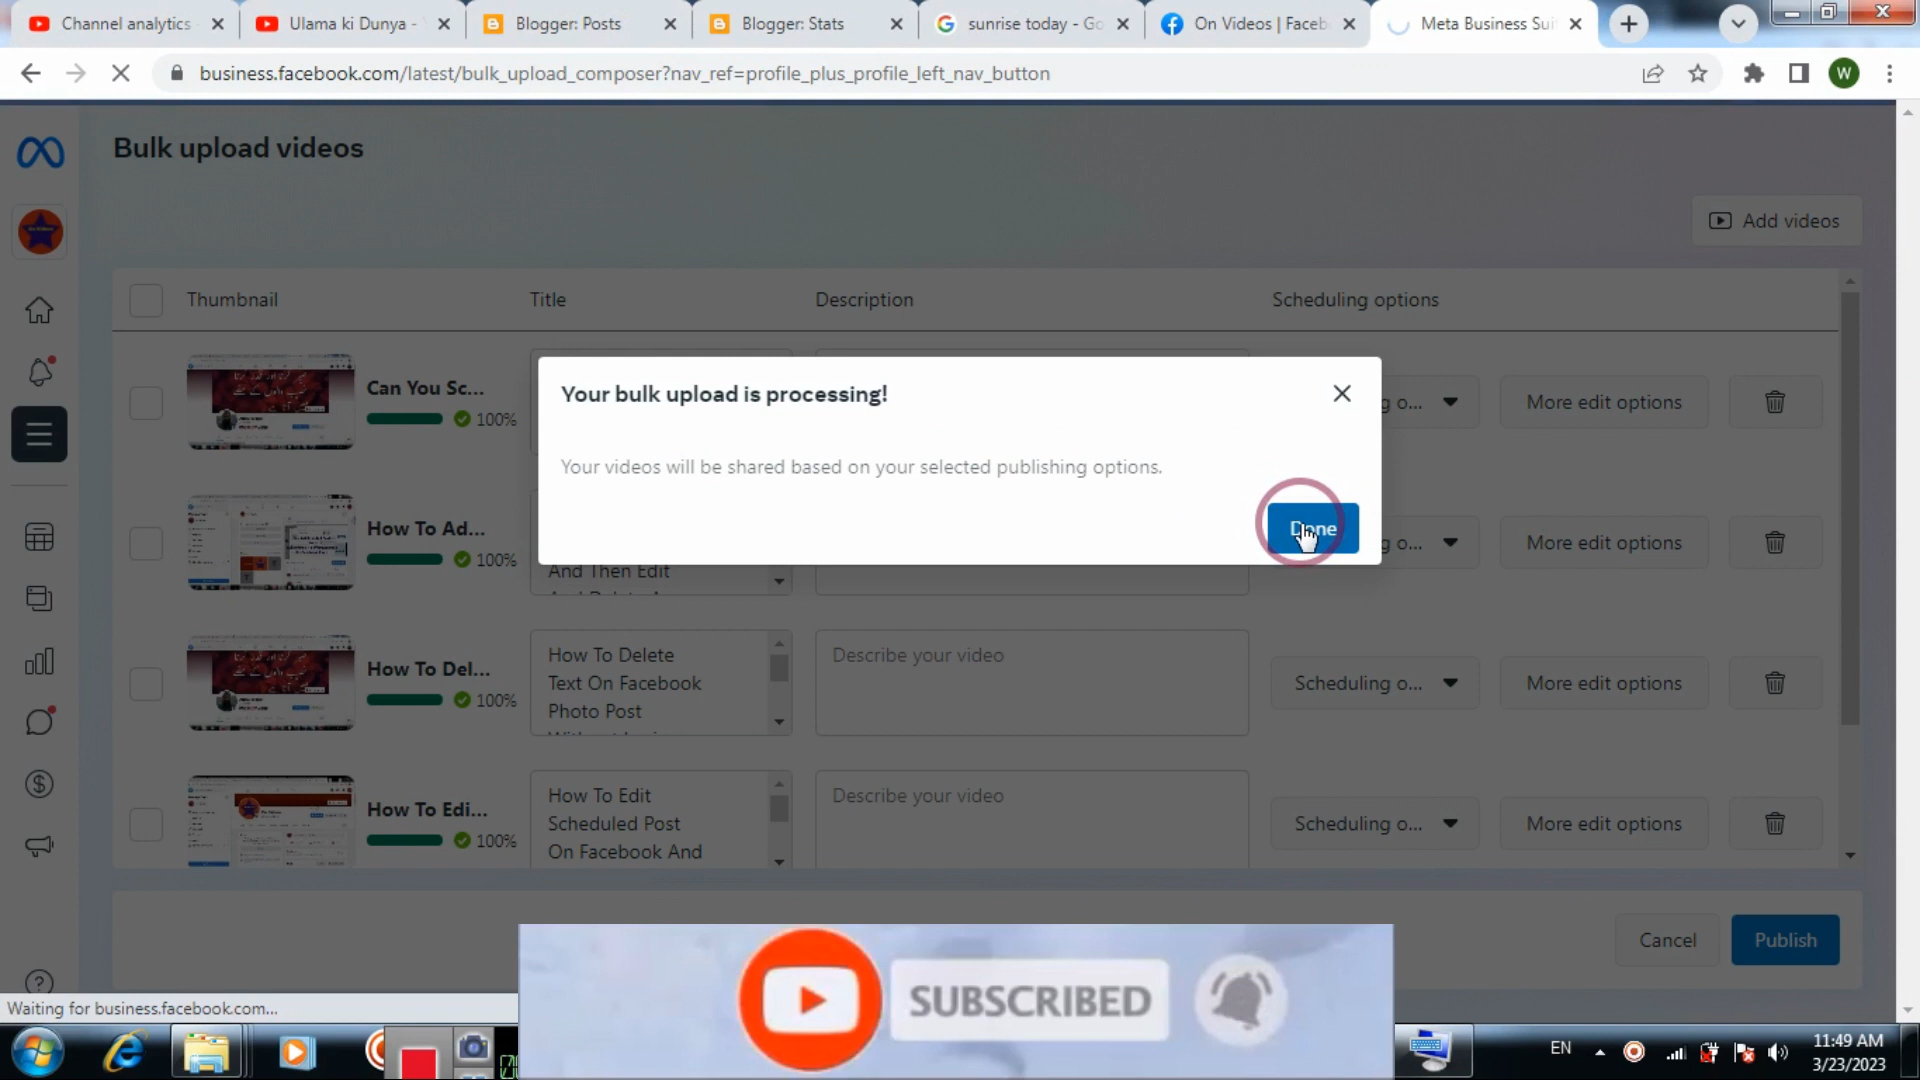 Channel analytics
Ulama ki Dunya -
Blogger: Posts
Blogger: Stats
sunrise today - Go
On Videos | Faceb
Meta Business Sui
business.facebook.com/latest/bulk_upload_composer?nav_ref=profile_plus_profile_left_nav_button
W
Bulk upload videos
Add videos
Thumbnail
Title
Description
Scheduling options
Can You Sc...
100%
g o...
More edit options
Your bulk upload is processing!
Your videos will be shared based on your selected publishing options.
Done
How To Ad...
100%
And Then Edit
g o...
More edit options
How To Del...
100%
How To Delete
Text On Facebook
Photo Post
Describe your video
Scheduling o...
More edit options
How To Edi...
100%
How To Edit
Scheduled Post
On Facebook And
Describe your video
Scheduling o...
More edit options
Cancel
Publish
SUBSCRIBED
Waiting for business.facebook.com...
EN
11:49 AM
3/23/2023